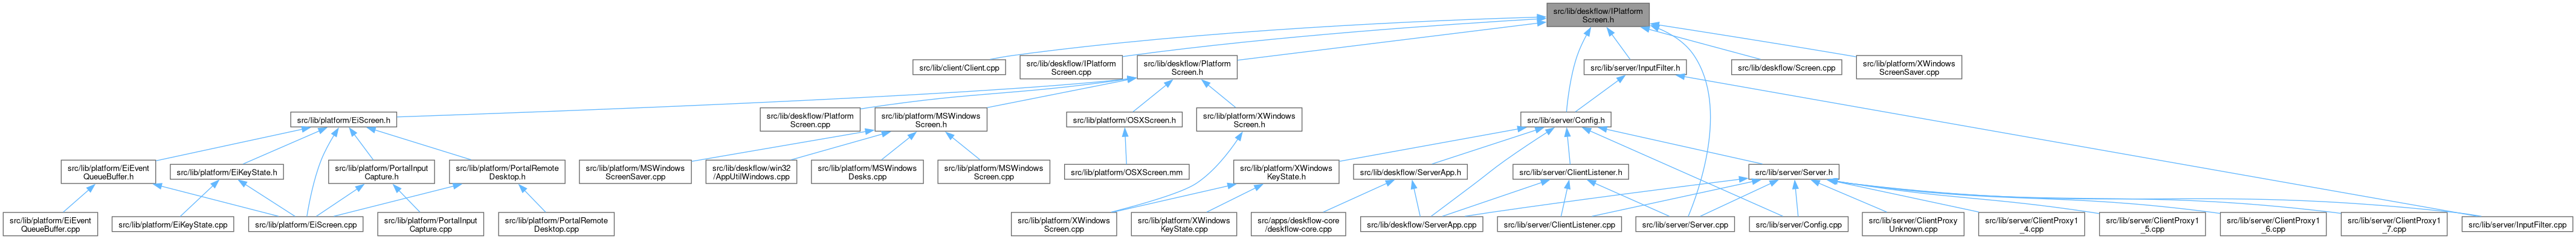 src/lib/deskflow/IPlatform
Screen.h
src/lib/client/Client.cpp
src/lib/deskflow/IPlatform
Screen.cpp
src/lib/deskflow/Platform
Screen.h
src/lib/server/InputFilter.h
src/lib/deskflow/Screen.cpp
src/lib/platform/XWindows
ScreenSaver.cpp
src/lib/platform/EiScreen.h
src/lib/deskflow/Platform
Screen.cpp
src/lib/platform/MSWindows
Screen.h
src/lib/platform/OSXScreen.h
src/lib/platform/XWindows
Screen.h
src/lib/server/Config.h
src/lib/platform/EiEvent
QueueBuffer.h
src/lib/platform/EiKeyState.h
src/lib/platform/PortalInput
Capture.h
src/lib/platform/PortalRemote
Desktop.h
src/lib/platform/MSWindows
ScreenSaver.cpp
src/lib/deskflow/win32
/AppUtilWindows.cpp
src/lib/platform/MSWindows
Desks.cpp
src/lib/platform/MSWindows
Screen.cpp
src/lib/platform/OSXScreen.mm
src/lib/platform/XWindows
KeyState.h
src/lib/deskflow/ServerApp.h
src/lib/server/ClientListener.h
src/lib/server/Server.h
src/lib/platform/EiEvent
QueueBuffer.cpp
src/lib/platform/EiKeyState.cpp
src/lib/platform/EiScreen.cpp
src/lib/platform/PortalInput
Capture.cpp
src/lib/platform/PortalRemote
Desktop.cpp
src/lib/platform/XWindows
Screen.cpp
src/lib/platform/XWindows
KeyState.cpp
src/apps/deskflow-core
/deskflow-core.cpp
src/lib/deskflow/ServerApp.cpp
src/lib/server/ClientListener.cpp
src/lib/server/Server.cpp
src/lib/server/Config.cpp
src/lib/server/ClientProxy
Unknown.cpp
src/lib/server/ClientProxy1
_4.cpp
src/lib/server/ClientProxy1
_5.cpp
src/lib/server/ClientProxy1
_6.cpp
src/lib/server/ClientProxy1
_7.cpp
src/lib/server/InputFilter.cpp